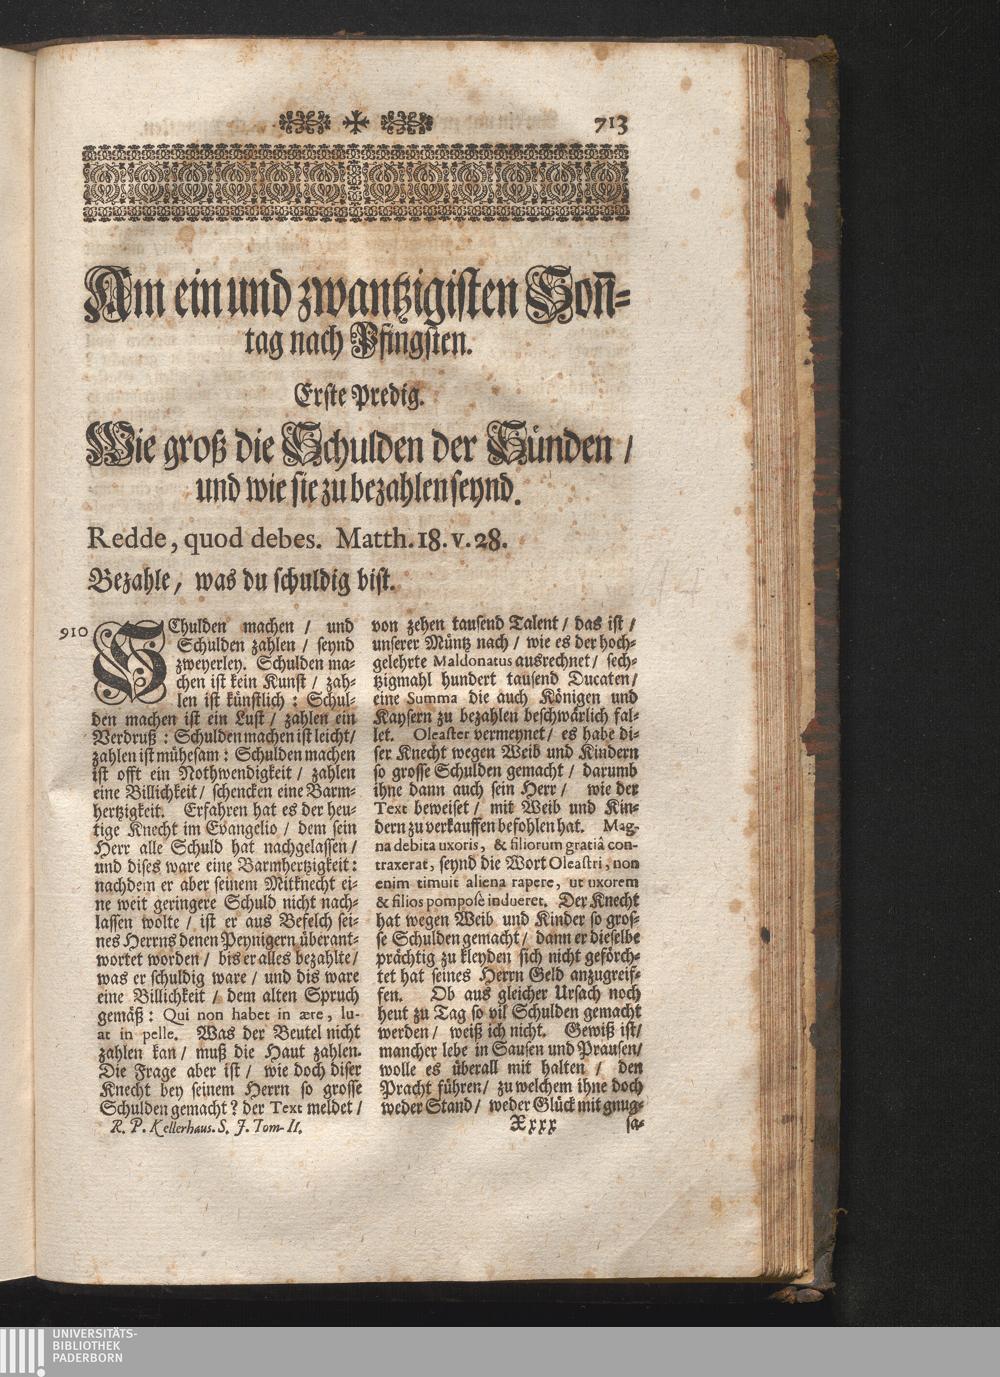 713
Am ein und zwantzigisten Son̄-
tag nach Pfingsten.
Erste Predig.
Wie groß die Schulden der Sünden /
und wie sie zu bezahlen seynd.
Redde, quod debes. Matth. 18. v. 28.
Bezahle, was du schuldig bist.
910
SChulden machen / und
Schulden zahlen / seynd
zweyerley. Schulden ma-
chen ist kein Kunst / zah-
len ist künstlich : Schul-
den machen ist ein Lust / zahlen ein
Verdruß : Schulden machen ist leicht /
zahlen ist mühesam : Schulden machen
ist offt ein Nothwendigkeit / zahlen
eine Billichkeit / schencken eine Barm-
hertzigkeit. Erfahren hat es der heu-
tige Knecht im Evangelio / dem sein
Herr alle Schuld hat nachgelassen /
und dises ware eine Barmhertzigkeit :
nachdem er aber seinem Mitknecht ei-
ne weit geringere Schuld nicht nach-
lassen wolte / ist er aus Befelch sei-
nes Herrns denen Peynigern überant-
wortet worden / bis er alles bezahlte /
was er schuldig ware / und dis ware
eine Billichkeit / dem alten Spruch
gemäß : Qui non habet in ære, lu-
at in pelle. Was der Beutel nicht
zahlen kan / muß die Haut zahlen.
Die Frage aber ist / wie doch diser
Knecht bey seinem Herrn so grosse
Schulden gemacht ? der Text meldet /
von zehen tausend Talent / das ist /
unserer Müntz nach / wie es der hoch-
gelehrte Maldonatus ausrechnet / sech-
tzigmahl hundert tausend Ducaten /
eine Summa die auch Königen und
Kaysern zu bezahlen beschwärlich fal-
let. Oleaster vermeynet / es habe di-
ser Knecht wegen Weib und Kindern
so grosse Schulden gemacht / darumb
ihne dann auch sein Herr / wie der
Text beweiset / mit Weib und Kin-
dern zu verkauffen befohlen hat. Mag-
na debita uxoris, & filiorum gratiâ con-
traxerat, seynd die Wort Oleastri, non
enim timuit aliena rapere, ut uxorem
& filios pomposè indueret. Der Knecht
hat wegen Weib und Kinder so gros-
se Schulden gemacht / dann er dieselbe
prächtig zu kleyden sich nicht geförch-
tet hat seines Herrn Geld anzugreif-
fen. Ob aus gleicher Ursach noch
heut zu Tag so vil Schulden gemacht
werden / weiß ich nicht. Gewiß ist /
mancher lebe in Sausen und Prausen /
wolle es überall mit halten / den
Pracht führen / zu welchem ihne doch
weder Stand / weder Glück mit gnug-
R. P. Kellerhaus. S. J. Tom. II.
Xxxx
sa-
UNIVERSITÄTS-
BIBLIOTHEK
PADERBORN